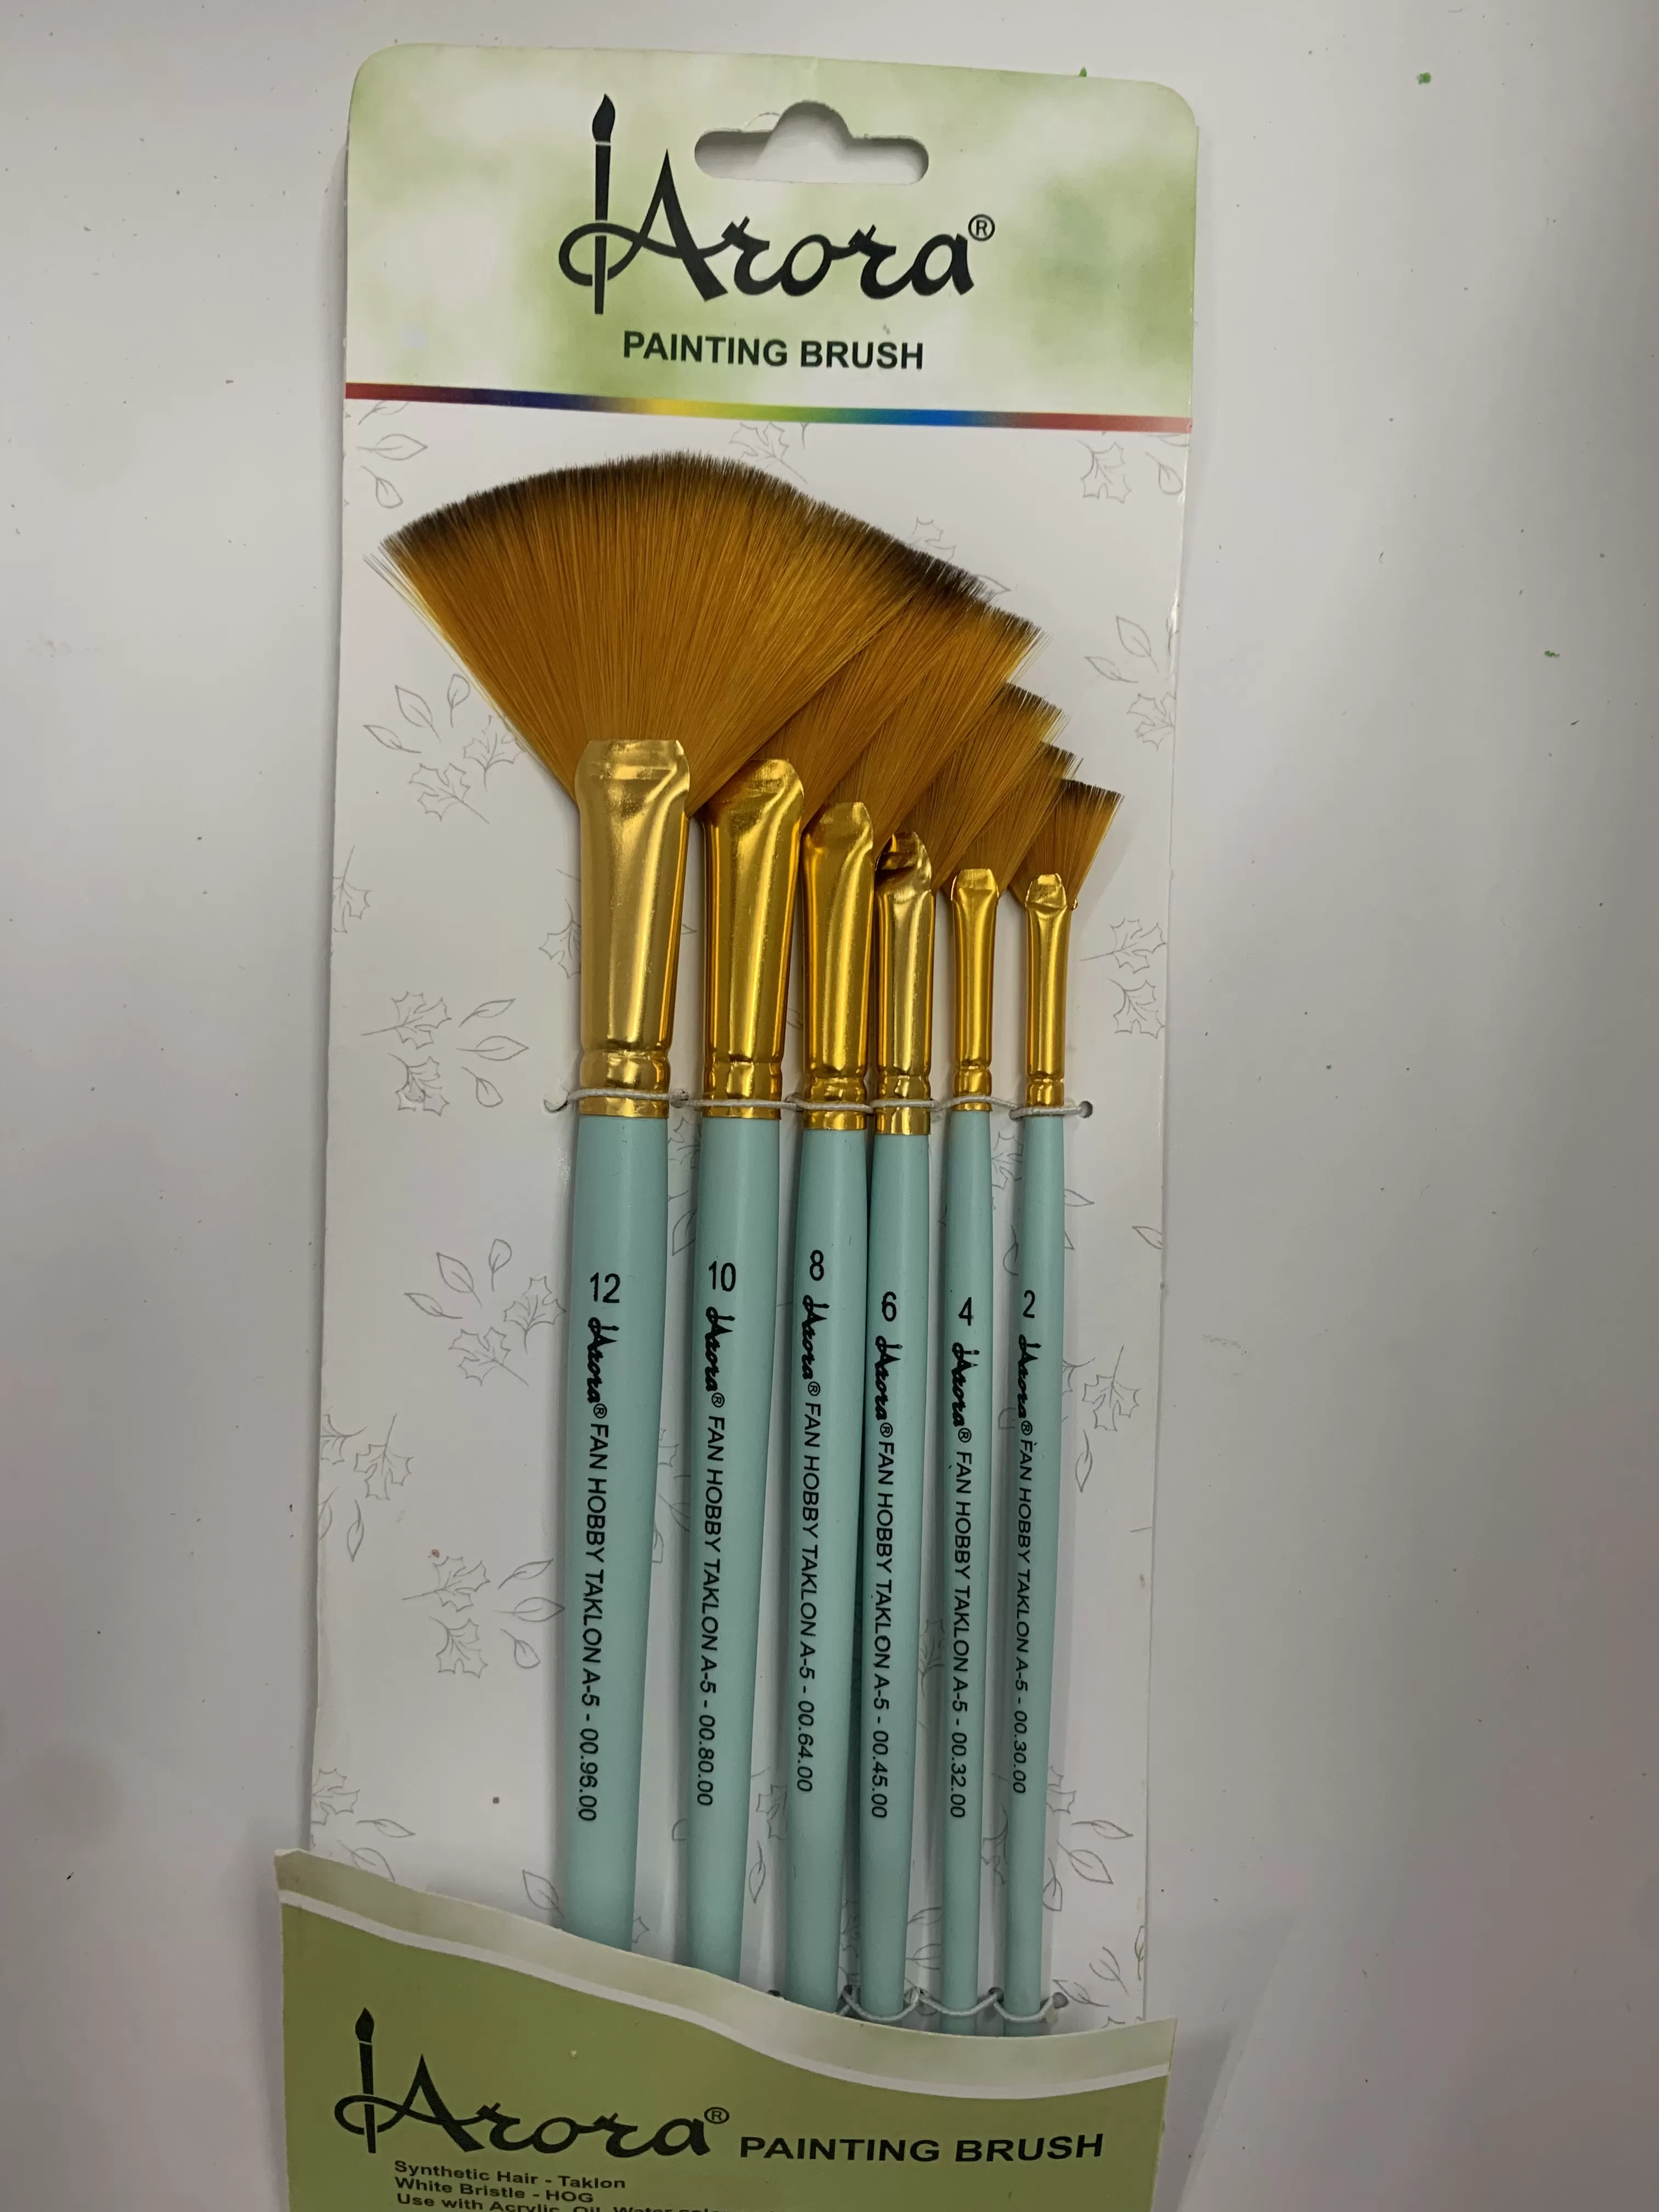 Arora®
PAINTING BRUSH
12 Arora® FAN HOBBY TAKLON A-5 - 00.96.00
10 Arora® FAN HOBBY TAKLON A-5 - 00.80.00
8 Arora® FAN HOBBY TAKLON A-5 - 00.64.00
6 Arora® FAN HOBBY TAKLON A-5 - 00.45.00
4 Arora® FAN HOBBY TAKLON A-5 - 00.32.00
2 Arora® FAN HOBBY TAKLON A-5 - 00.30.00
Arora® PAINTING BRUSH
Synthetic Hair - Taklon
White Bristle - HOG
Use with Acrylic, Oil, Water